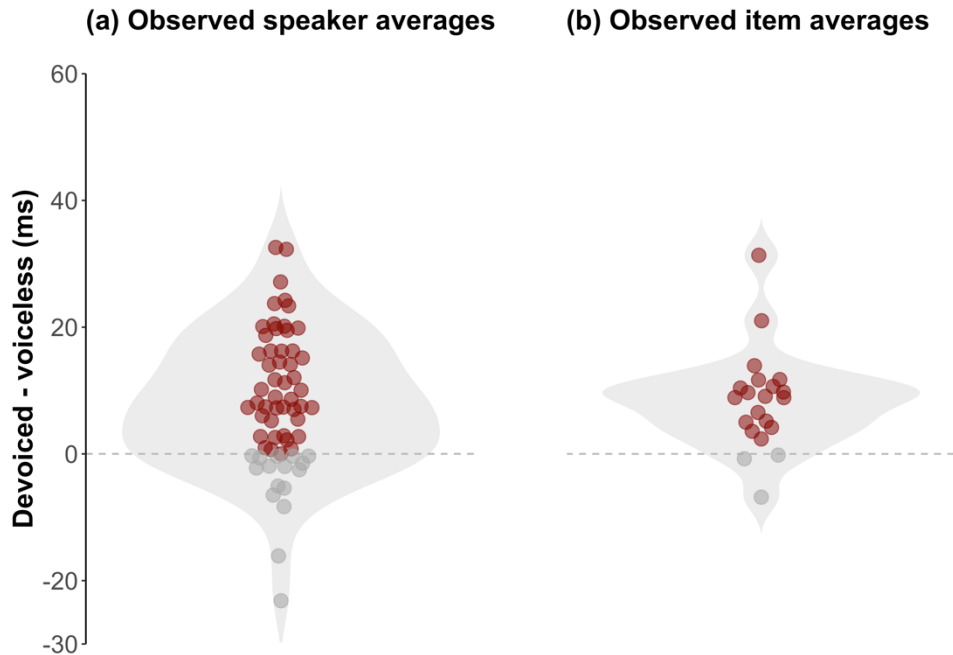 (a) Observed speaker averages
(b) Observed item averages
Devoiced - voiceless (ms)
60
40
20
0
-20
-30